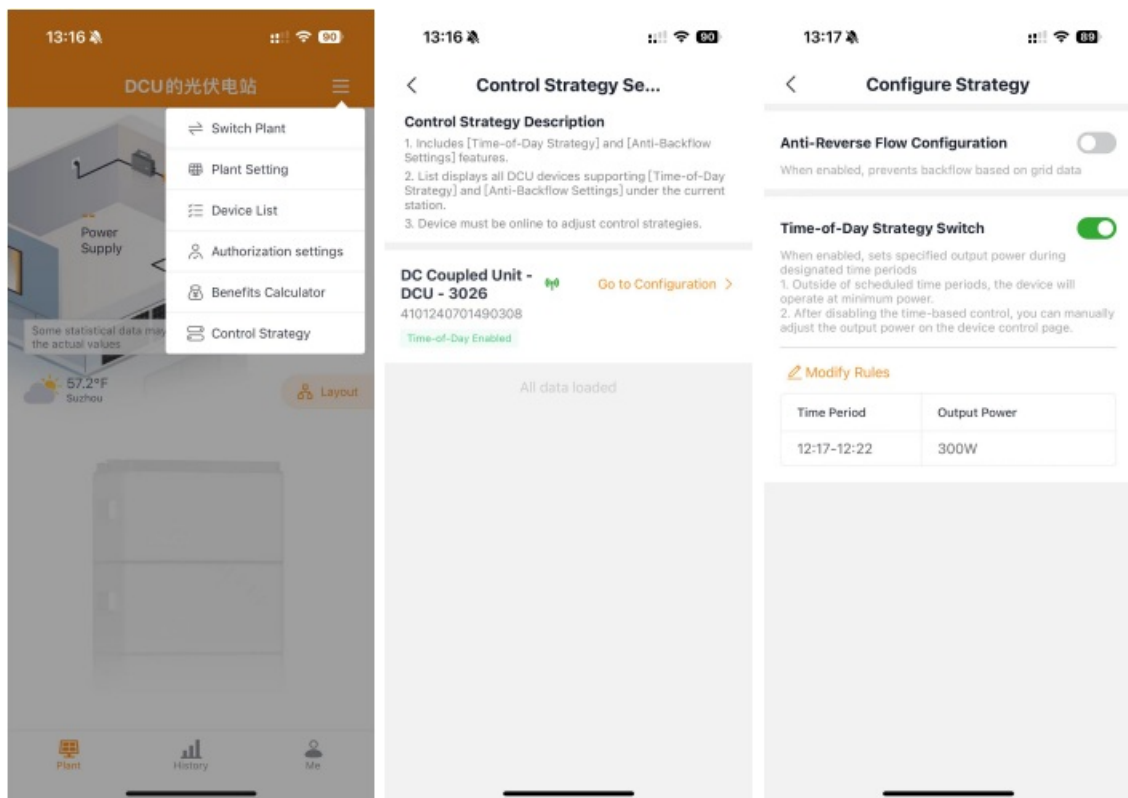 13:16
90
DCU的光伏电站
Switch Plant
Plant Setting
Device List
Authorization settings
Benefits Calculator
Control Strategy
Power
Supply
Some statistical data may
the actual values
57.2°F
Suzhou
Layout
Plant
History
Me
13:16
90
Control Strategy Se...
Control Strategy Description
1. Includes [Time-of-Day Strategy] and [Anti-Backflow
Settings] features.
2. List displays all DCU devices supporting [Time-of-Day
Strategy] and [Anti-Backflow Settings] under the current
station.
3. Device must be online to adjust control strategies.
DC Coupled Unit -
DCU - 3026
Go to Configuration
4101240701490308
Time-of-Day Enabled
All data loaded
13:17
89
Configure Strategy
Anti-Reverse Flow Configuration
When enabled, prevents backflow based on grid data
Time-of-Day Strategy Switch
When enabled, sets specified output power during
designated time periods
1. Outside of scheduled time periods, the device will
operate at minimum power.
2. After disabling the time-based control, you can manually
adjust the output power on the device control page.
Modify Rules
Time Period Output Power
12:17-12:22 300W